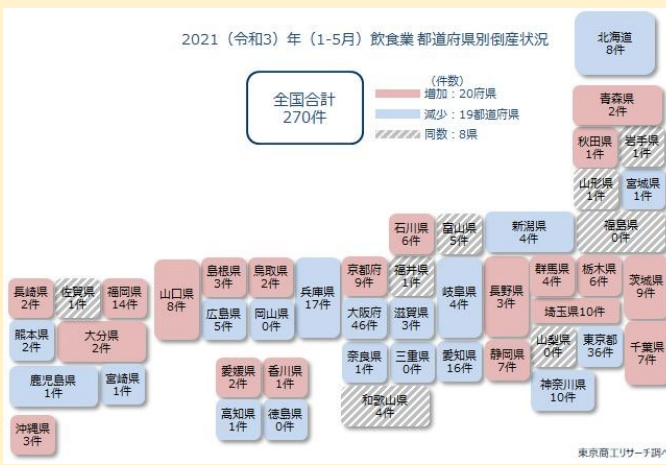 2021（令和3）年（1-5月）飲食業 都道府県別倒産状況
全国合計
270件
（件数）
増加：20府県
減少：19都道府県
同数：8県
北海道
8件
青森県
2件
秋田県
1件
岩手県
1件
山形県
1件
宮城県
1件
福島県
0件
石川県
6件
富山県
5件
新潟県
4件
長崎県
2件
佐賀県
1件
福岡県
14件
山口県
8件
島根県
3件
鳥取県
2件
兵庫県
17件
京都府
9件
福井県
1件
岐阜県
4件
長野県
3件
群馬県
4件
栃木県
6件
茨城県
9件
熊本県
2件
大分県
2件
広島県
5件
岡山県
0件
大阪府
46件
滋賀県
3件
埼玉県10件
山梨県
0件
東京都
36件
千葉県
7件
鹿児島県
1件
宮崎県
1件
愛媛県
2件
香川県
1件
奈良県
1件
三重県
0件
愛知県
16件
静岡県
7件
神奈川県
10件
高知県
1件
徳島県
0件
和歌山県
4件
沖縄県
3件
東京商工リサーチ調べ